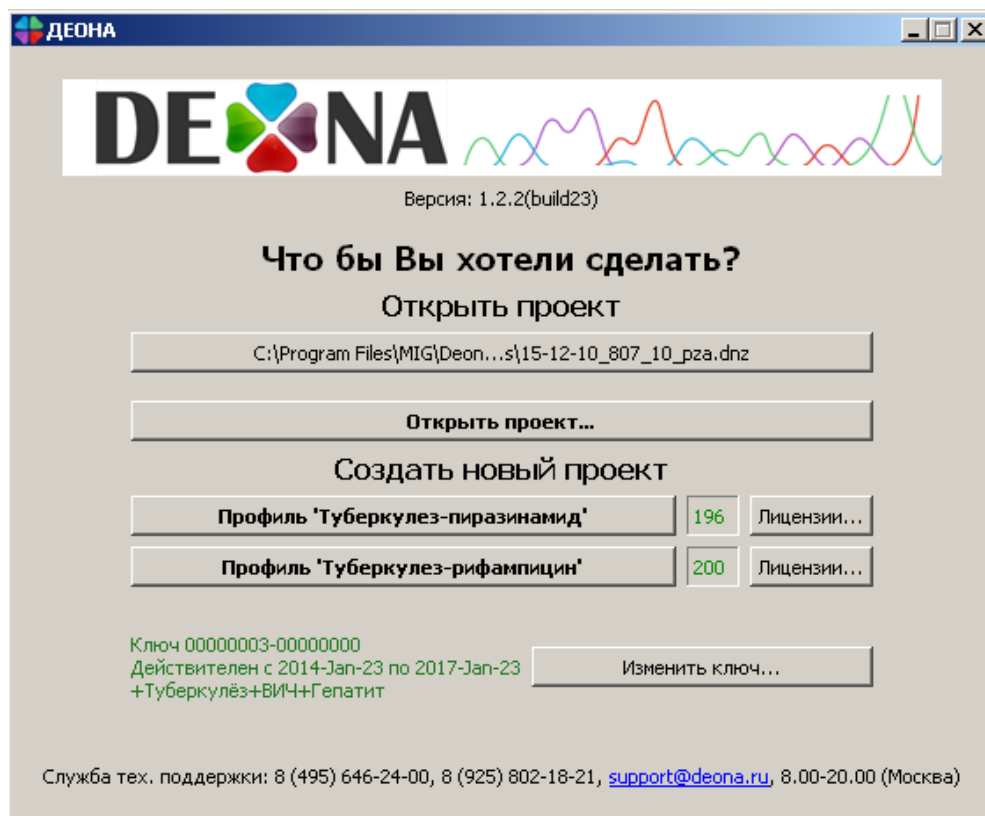 ДЕОНА
DEONA
Версия: 1.2.2(build23)
Что бы Вы хотели сделать?
Открыть проект
C:\Program Files\MIG\Deon...s\15-12-10_807_10_pza.dnz
Открыть проект...
Создать новый проект
Профиль 'Туберкулез-пиразинамид' 196 Лицензии...
Профиль 'Туберкулез-рифампицин' 200 Лицензии...
Ключ 00000003-00000000
Действителен с 2014-Jan-23 по 2017-Jan-23
+Туберкулёз+ВИЧ+Гепатит
Изменить ключ...
Служба тех. поддержки: 8 (495) 646-24-00, 8 (925) 802-18-21, support@deona.ru, 8.00-20.00 (Москва)